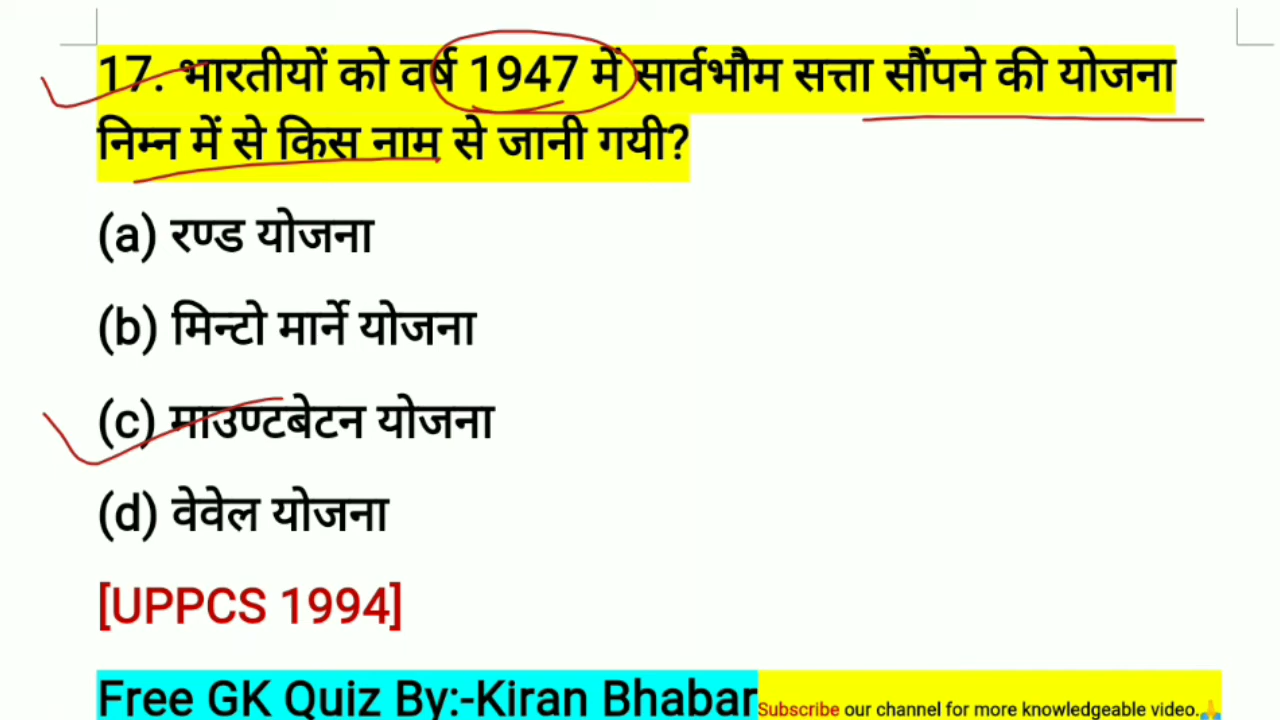 17. भारतीयों को वर्ष 1947 में सार्वभौम सत्ता सौंपने की योजना
निम्न में से किस नाम से जानी गयी?
(a) रण्ड योजना
(b) मिन्टो मार्ने योजना
(c) माउण्टबेटन योजना
(d) वेवेल योजना
[UPPCS 1994]
Free GK Quiz By:-Kiran Bhabar Subscribe our channel for more knowledgeable video.